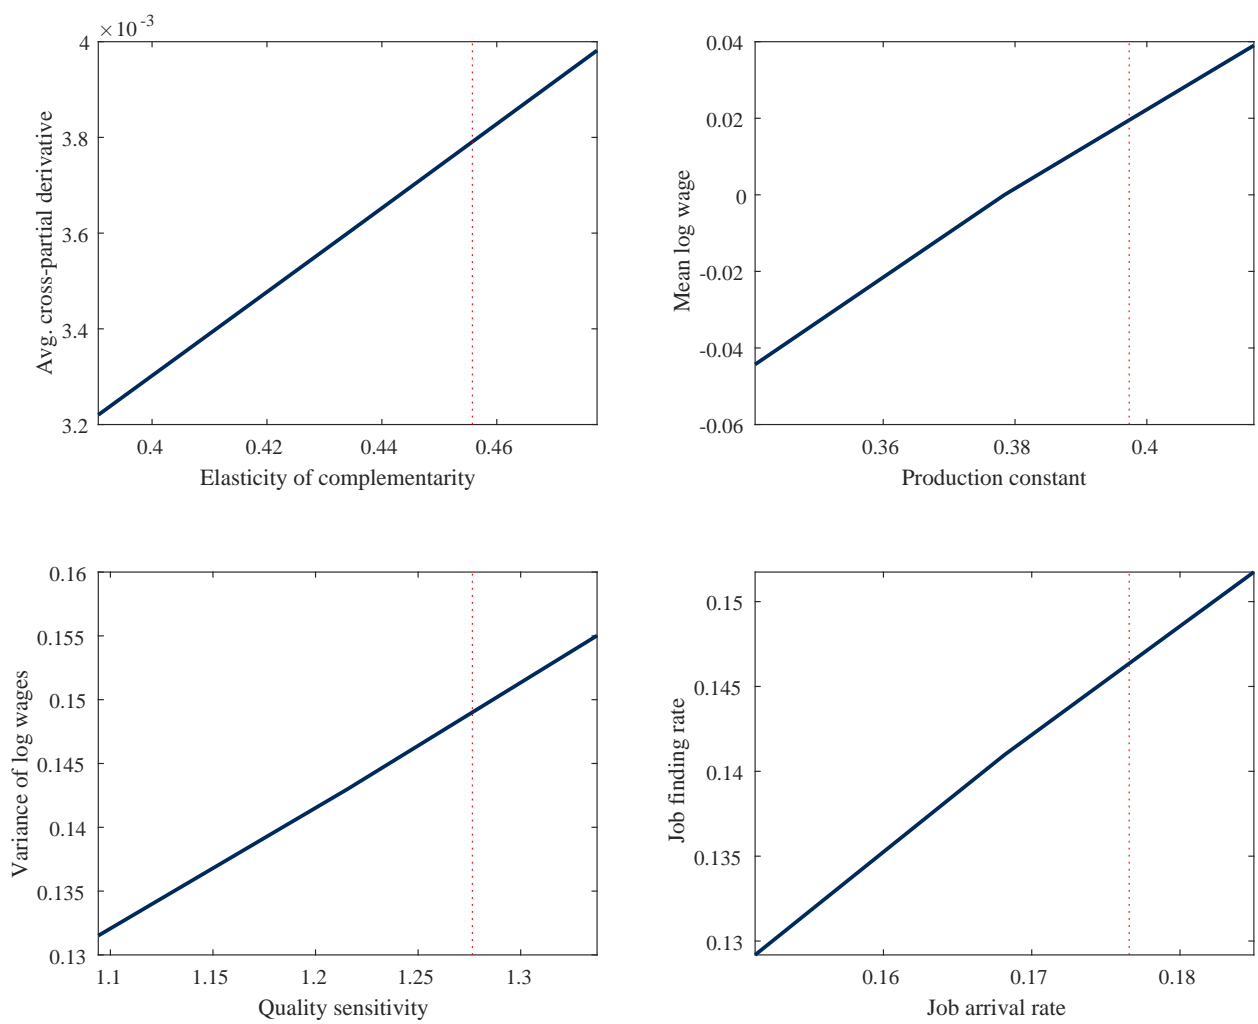 ×10^-3
4
3.8
3.6
3.4
3.2
0.4 0.42 0.44 0.46
Avg. cross-partial derivative
Elasticity of complementarity
0.04
0.02
0
-0.02
-0.04
-0.06
0.36 0.38 0.4
Mean log wage
Production constant
0.16
0.155
0.15
0.145
0.14
0.135
0.13
1.1 1.15 1.2 1.25 1.3
Variance of log wages
Quality sensitivity
0.15
0.145
0.14
0.135
0.13
0.16 0.17 0.18
Job finding rate
Job arrival rate